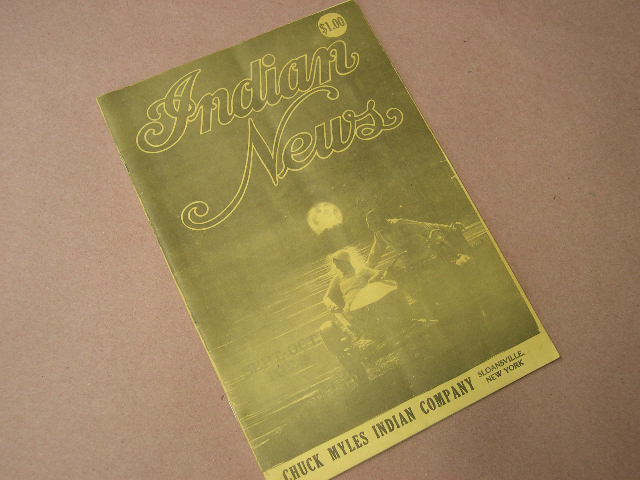 $1.00
Indian
News
CHUCK MYLES INDIAN COMPANY
SLOANSVILLE,
NEW YORK